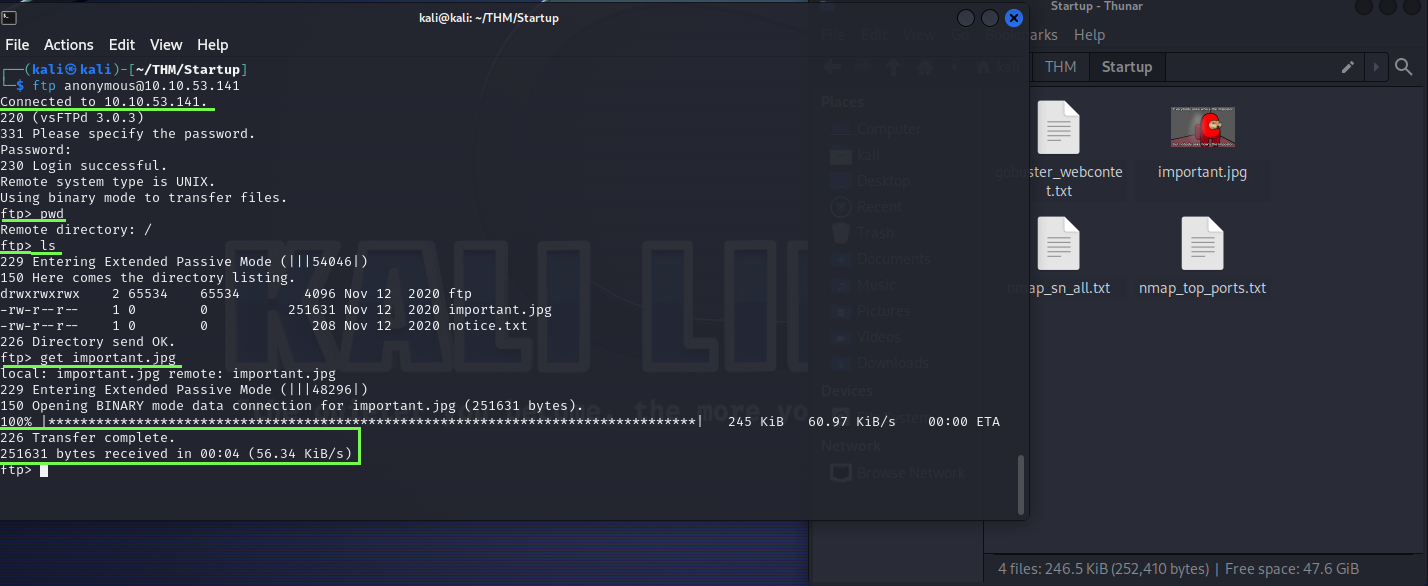 kali@kali: ~/THM/Startup
File Actions Edit View Help
┌──(kali㉿kali)-[~/THM/Startup]
└─$ ftp anonymous@10.10.53.141
Connected to 10.10.53.141.
220 (vsFTPd 3.0.3)
331 Please specify the password.
Password:
230 Login successful.
Remote system type is UNIX.
Using binary mode to transfer files.
ftp> pwd
Remote directory: /
ftp> ls
229 Entering Extended Passive Mode (|||54046|)
150 Here comes the directory listing.
drwxrwxrwx    2 65534    65534        4096 Nov 12  2020 ftp
-rw-r--r--    1 0        0          251631 Nov 12  2020 important.jpg
-rw-r--r--    1 0        0             208 Nov 12  2020 notice.txt
226 Directory send OK.
ftp> get important.jpg
local: important.jpg remote: important.jpg
229 Entering Extended Passive Mode (|||48296|)
150 Opening BINARY mode data connection for important.jpg (251631 bytes).
100% |*********************************************************************************|   245 KiB   60.97 KiB/s    00:00 ETA
226 Transfer complete.
251631 bytes received in 00:04 (56.34 KiB/s)
ftp>
KALI LI
the more yo
Startup - Thunar
File Edit View Go Bookmarks Help
kali THM Startup
Places
Computer
kali
Desktop
Recent
Trash
Documents
Music
Pictures
Videos
Downloads
Devices
Network
Browse Network
gobuster_webconte
t.txt
important.jpg
nmap_sn_all.txt
nmap_top_ports.txt
4 files: 246.5 KiB (252,410 bytes) | Free space: 47.6 GiB